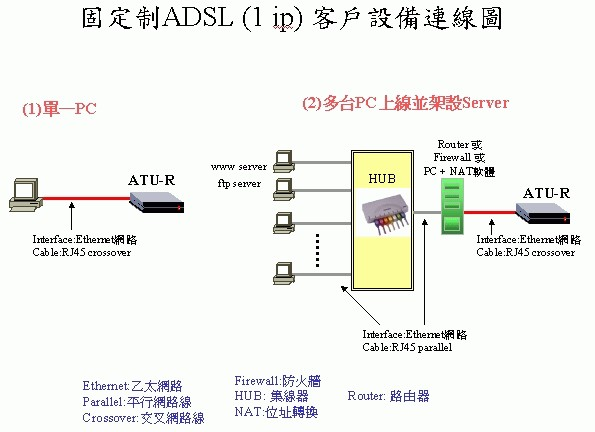 固定制ADSL (1 ip) 客戶設備連線圖
(1)單一PC
(2)多台PC上線並架設Server
ATU-R
Interface:Ethernet網路
Cable:RJ45 crossover
www server
ftp server
HUB
Router 或
Firewall 或
PC + NAT軟體
ATU-R
Interface:Ethernet網路
Cable:RJ45 crossover
Interface:Ethernet網路
Cable:RJ45 parallel
Ethernet:乙太網路
Parallel:平行網路線
Crossover:交叉網路線
Firewall:防火牆
HUB: 集線器
NAT:位址轉換
Router: 路由器